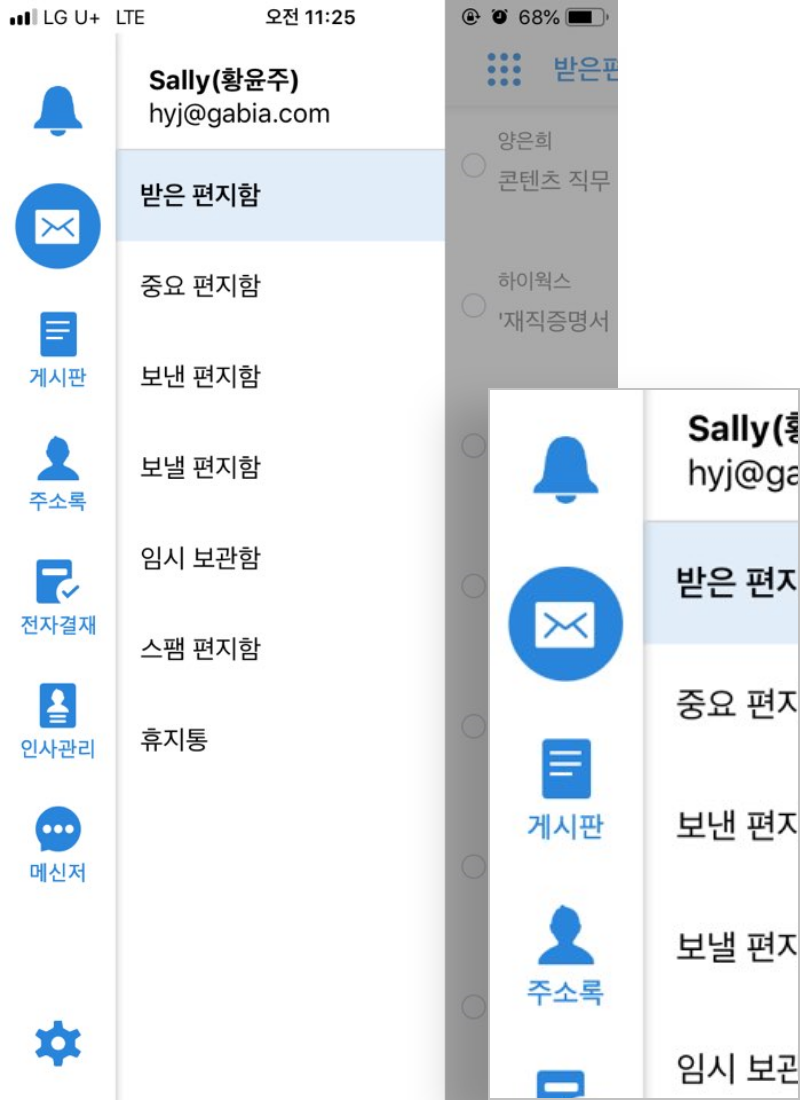 LG U+ LTE 오전 11:25 68%
Sally(황윤주)
hyj@gabia.com
받은 편지함
중요 편지함
보낸 편지함
보낼 편지함
임시 보관함
스팸 편지함
휴지통
게시판
주소록
전자결재
인사관리
메신저
받은편
양은희
콘텐츠 직무
하이웍스
'재직증명서
Sally(황
hyj@ga
받은 편지
중요 편지
보낸 편지
보낼 편지
임시 보관
게시판
주소록